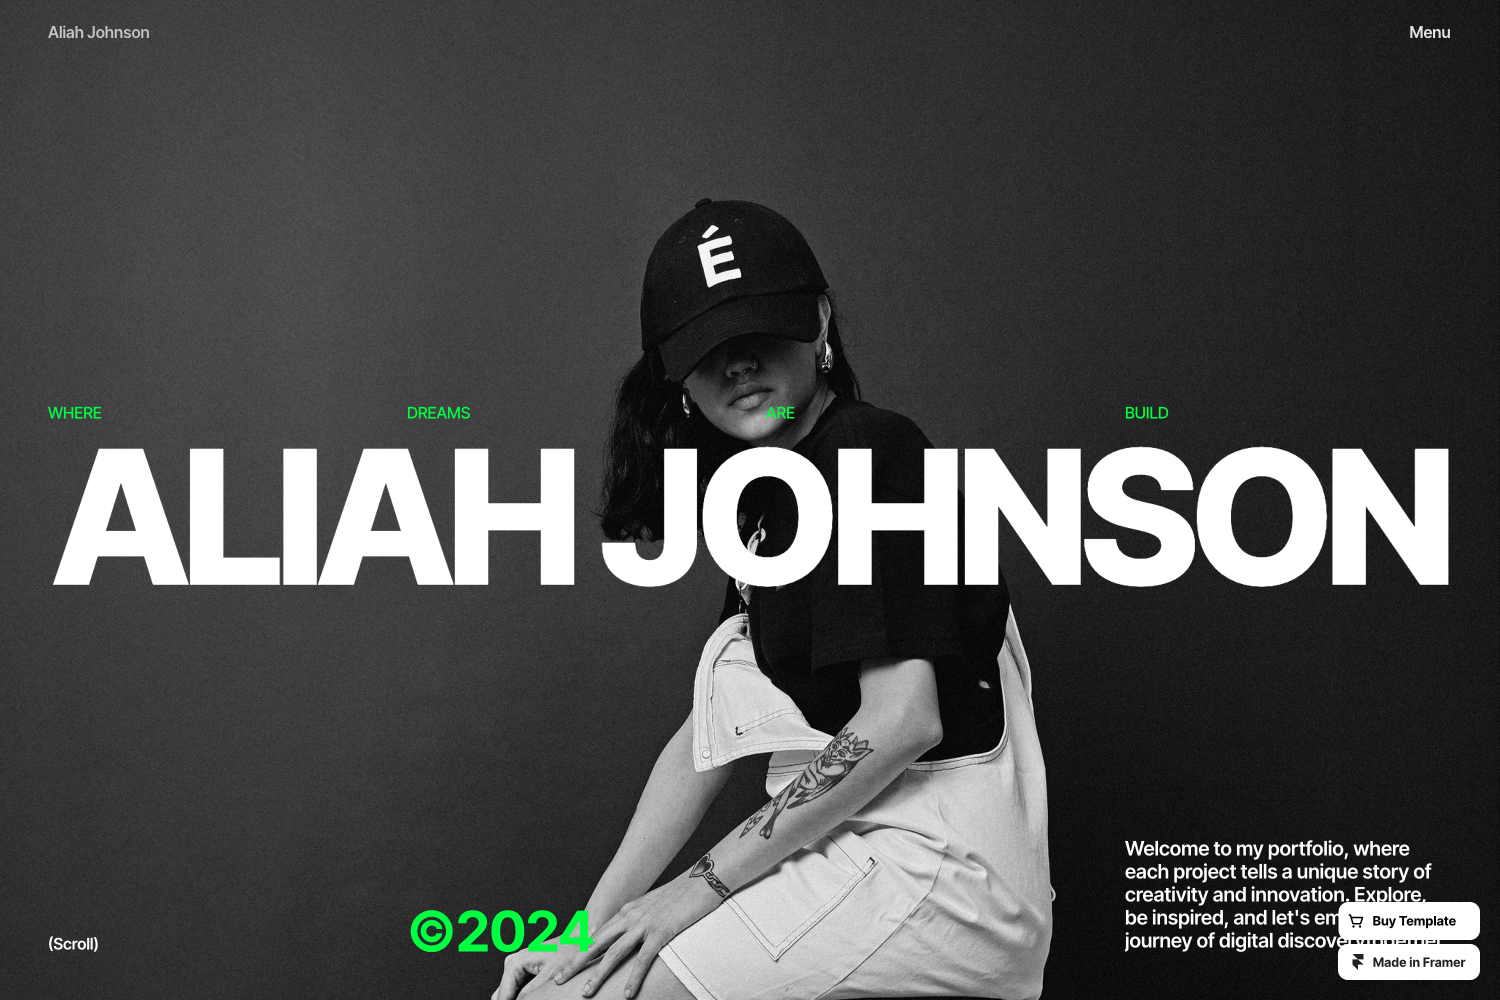 Aliah Johnson
Menu
É
WHERE
DREAMS
ARE
BUILD
ALIAH JOHNSON
Welcome to my portfolio, where
each project tells a unique story of
creativity and innovation. Explore,
be inspired, and let's
journey of digital
©2024
(Scroll)
Buy Template
Made in Framer